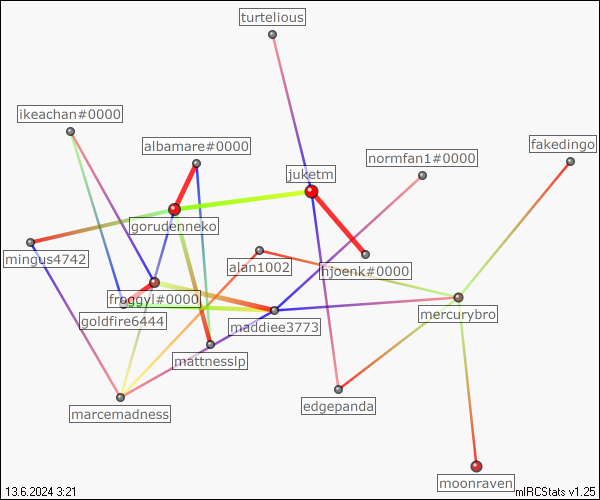 turtelious
ikeachan#0000
albamare#0000
fakedingo
normfan1#0000
juketm
gorudenneko
mingus4742
alan1002
hjoenk#0000
froggyl#0000
mercurybro
goldfire6444
maddiee3773
mattnesslp
marcemadness
edgepanda
moonraven
13.6.2024 3:21
mIRCStats v1.25